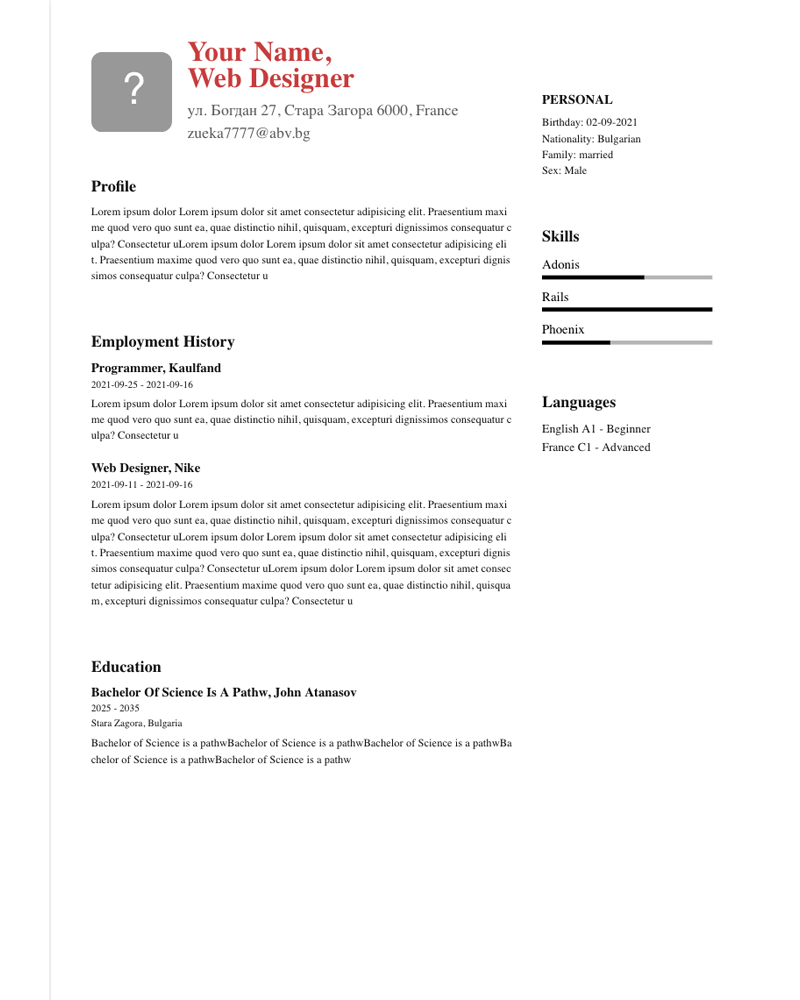 ?
Your Name,
Web Designer
ул. Богдан 27, Стара Загора 6000, France
zueka7777@abv.bg
Profile
Lorem ipsum dolor Lorem ipsum dolor sit amet consectetur adipisicing elit. Praesentium maxi
me quod vero quo sunt ea, quae distinctio nihil, quisquam, excepturi dignissimos consequatur c
ulpa? Consectetur uLorem ipsum dolor Lorem ipsum dolor sit amet consectetur adipisicing eli
t. Praesentium maxime quod vero quo sunt ea, quae distinctio nihil, quisquam, excepturi dignis
simos consequatur culpa? Consectetur u
Employment History
Programmer, Kaulfand
2021-09-25 - 2021-09-16
Lorem ipsum dolor Lorem ipsum dolor sit amet consectetur adipisicing elit. Praesentium maxi
me quod vero quo sunt ea, quae distinctio nihil, quisquam, excepturi dignissimos consequatur c
ulpa? Consectetur u
Web Designer, Nike
2021-09-11 - 2021-09-16
Lorem ipsum dolor Lorem ipsum dolor sit amet consectetur adipisicing elit. Praesentium maxi
me quod vero quo sunt ea, quae distinctio nihil, quisquam, excepturi dignissimos consequatur c
ulpa? Consectetur uLorem ipsum dolor Lorem ipsum dolor sit amet consectetur adipisicing eli
t. Praesentium maxime quod vero quo sunt ea, quae distinctio nihil, quisquam, excepturi dignis
simos consequatur culpa? Consectetur uLorem ipsum dolor Lorem ipsum dolor sit amet consec
tetur adipisicing elit. Praesentium maxime quod vero quo sunt ea, quae distinctio nihil, quisqua
m, excepturi dignissimos consequatur culpa? Consectetur u
Education
Bachelor Of Science Is A Pathw, John Atanasov
2025 - 2035
Stara Zagora, Bulgaria
Bachelor of Science is a pathwBachelor of Science is a pathwBachelor of Science is a pathwBa
chelor of Science is a pathwBachelor of Science is a pathw
PERSONAL
Birthday: 02-09-2021
Nationality: Bulgarian
Family: married
Sex: Male
Skills
Adonis
Rails
Phoenix
Languages
English A1 - Beginner
France C1 - Advanced